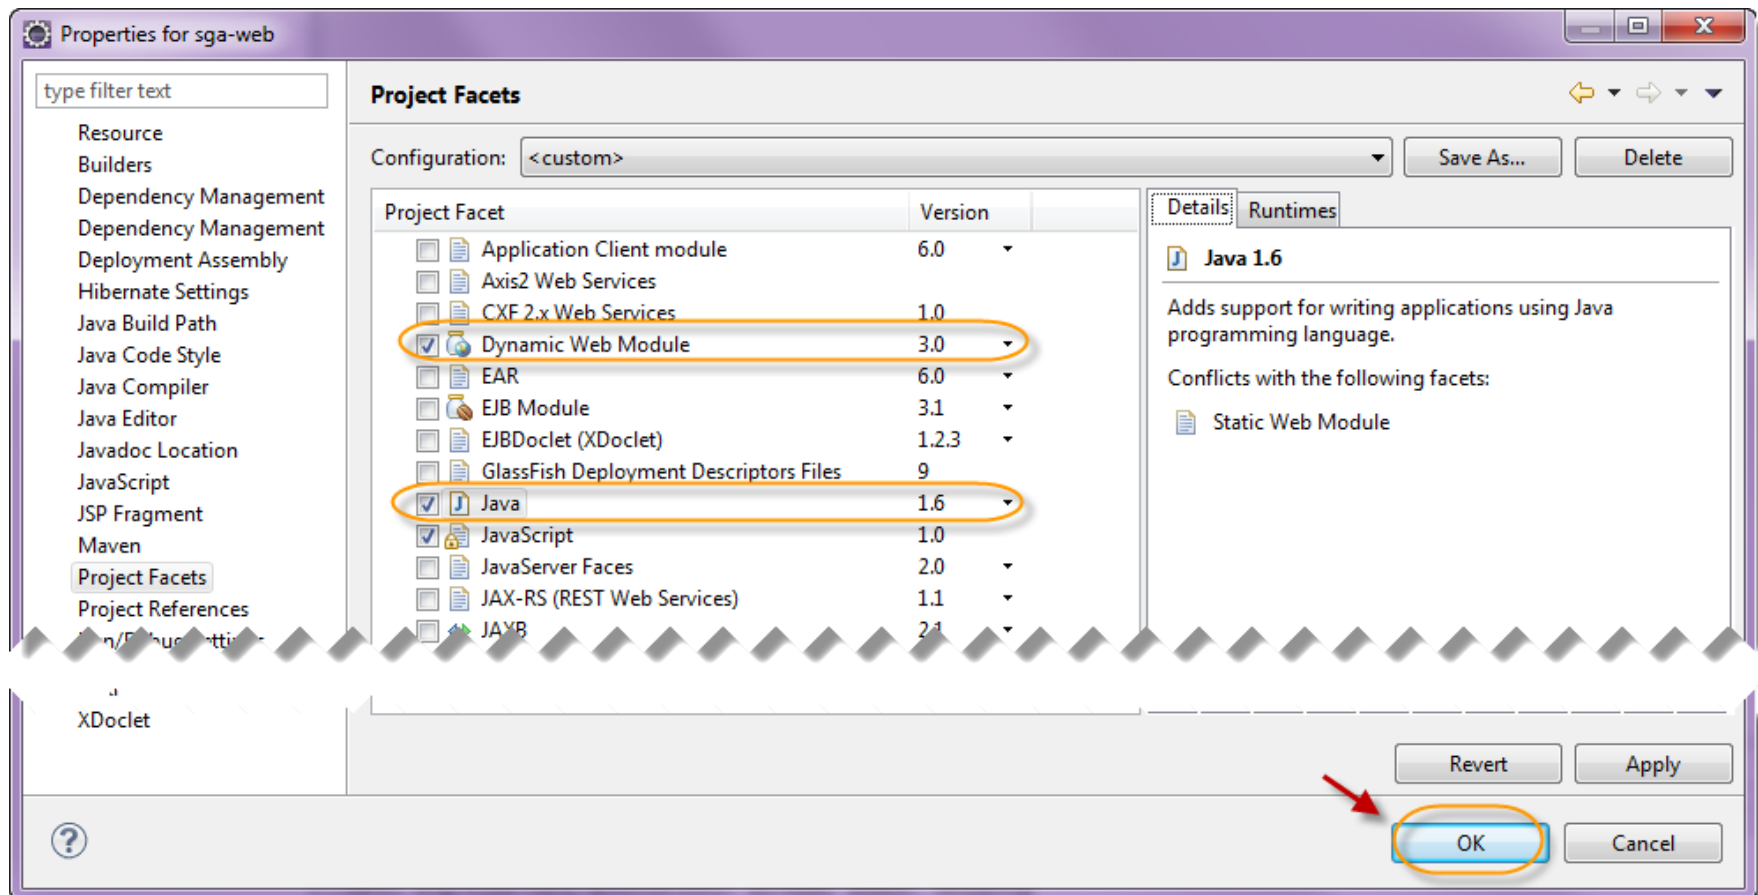 Properties for sga-web
type filter text
Resource
Builders
Dependency Management
Dependency Management
Deployment Assembly
Hibernate Settings
Java Build Path
Java Code Style
Java Compiler
Java Editor
Javadoc Location
JavaScript
JSP Fragment
Maven
Project Facets
Project References
XDoclet
Project Facets
Configuration: <custom> Save As... Delete
Project Facet Version
Application Client module 6.0
Axis2 Web Services
CXF 2.x Web Services 1.0
Dynamic Web Module 3.0
EAR 6.0
EJB Module 3.1
EJBDoclet (XDoclet) 1.2.3
GlassFish Deployment Descriptors Files 9
Java 1.6
JavaScript 1.0
JavaServer Faces 2.0
JAX-RS (REST Web Services) 1.1
JAXB 2.1
Details Runtimes
Java 1.6
Adds support for writing applications using Java
programming language.
Conflicts with the following facets:
Static Web Module
Revert Apply
OK Cancel